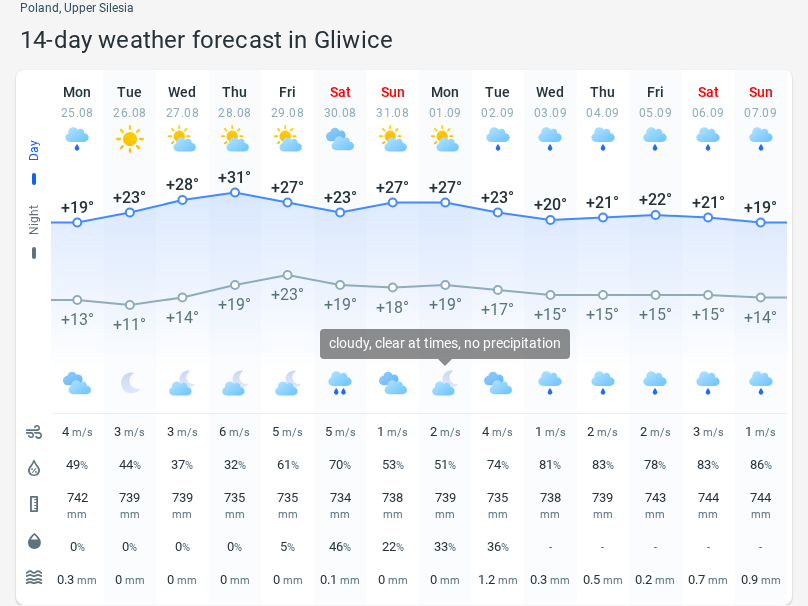 Poland, Upper Silesia
14-day weather forecast in Gliwice
Mon Tue Wed Thu Fri Sat Sun Mon Tue Wed Thu Fri Sat Sun
25.08 26.08 27.08 28.08 29.08 30.08 31.08 01.09 02.09 03.09 04.09 05.09 06.09 07.09
Day
+19° +23° +28° +31° +27° +23° +27° +27° +23° +20° +21° +22° +21° +19°
Night
+13° +11° +14° +19° +23° +19° +18° +19° +17° +15° +15° +15° +15° +14°
cloudy, clear at times, no precipitation
4 m/s 3 m/s 3 m/s 6 m/s 5 m/s 5 m/s 1 m/s 2 m/s 4 m/s 1 m/s 2 m/s 2 m/s 3 m/s 1 m/s
49% 44% 37% 32% 61% 70% 53% 51% 74% 81% 83% 78% 83% 86%
742 739 739 735 735 734 738 739 735 738 739 743 744 744
mm mm mm mm mm mm mm mm mm mm mm mm mm mm
0% 0% 0% 0% 5% 46% 22% 33% 36% - - - - -
0.3 mm 0 mm 0 mm 0 mm 0 mm 0.1 mm 0 mm 0 mm 1.2 mm 0.3 mm 0.5 mm 0.2 mm 0.7 mm 0.9 mm